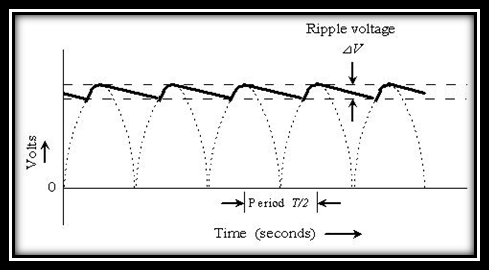 Ripple voltage
ΔV
Volts
0
Period T/2
Time (seconds)